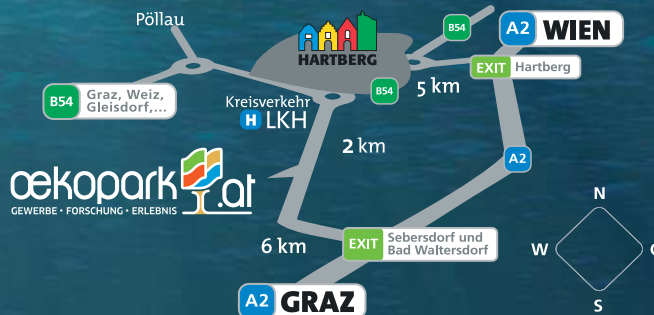 Pöllau
B54
A2 WIEN
HARTBERG
EXIT Hartberg
B54 Graz, Weiz,
Gleisdorf,...
B54
5 km
Kreisverkehr
H LKH
2 km
A2
œkopark.at
GEWERBE • FORSCHUNG • ERLEBNIS
N
W
S
6 km
EXIT Sebersdorf und
Bad Waltersdorf
A2 GRAZ